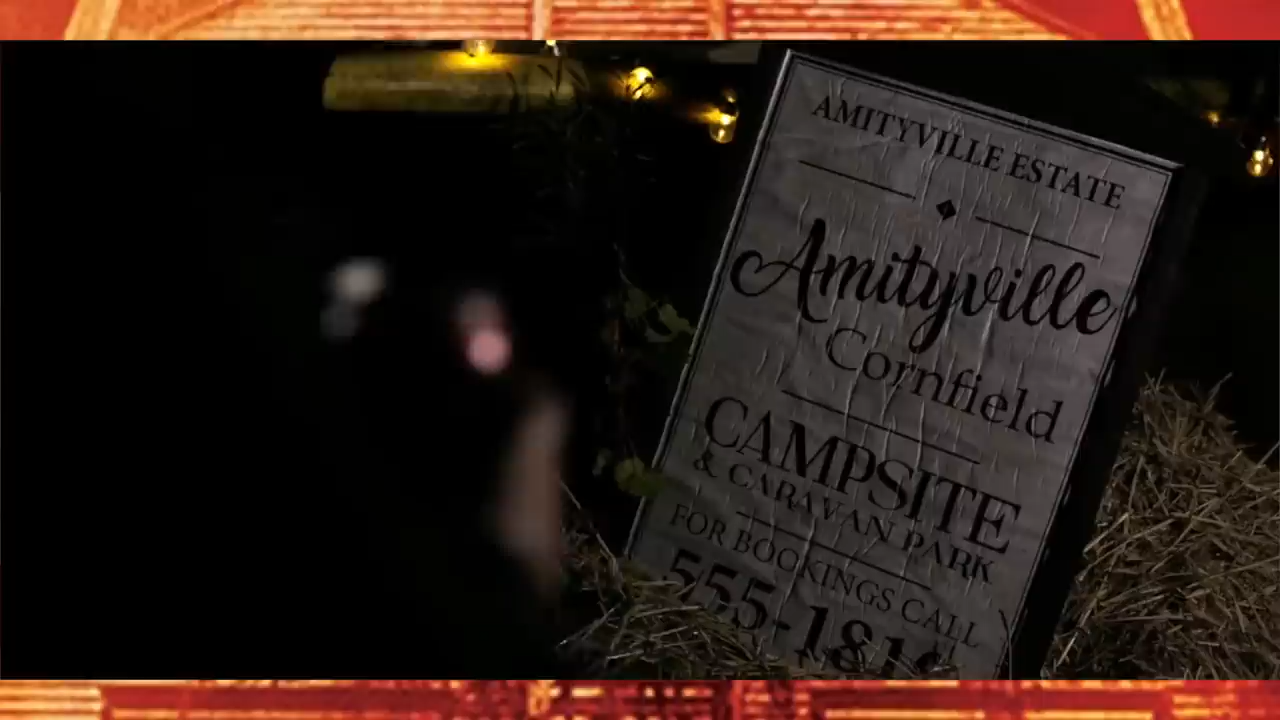 AMITYVILLE ESTATE
Amityville
Cornfield
CAMPSITE
& CARAVAN PARK
FOR BOOKINGS CALL